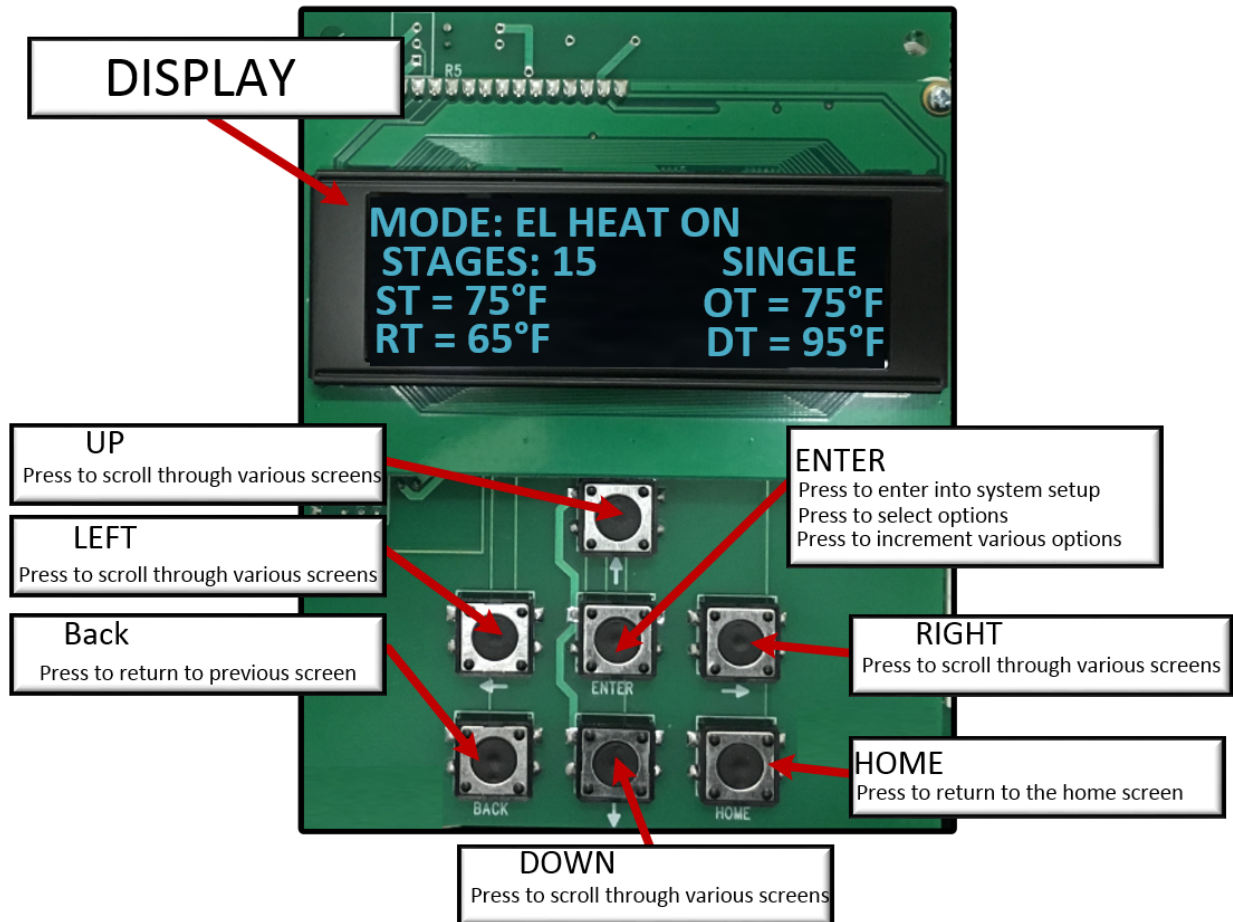 DISPLAY
R5
MODE: EL HEAT ON
STAGES: 15 SINGLE
ST = 75°F OT = 75°F
RT = 65°F DT = 95°F
UP
Press to scroll through various screens
LEFT
Press to scroll through various screens
Back
Press to return to previous screen
ENTER
Press to enter into system setup
Press to select options
Press to increment various options
RIGHT
Press to scroll through various screens
HOME
Press to return to the home screen
ENTER
BACK
HOME
DOWN
Press to scroll through various screens